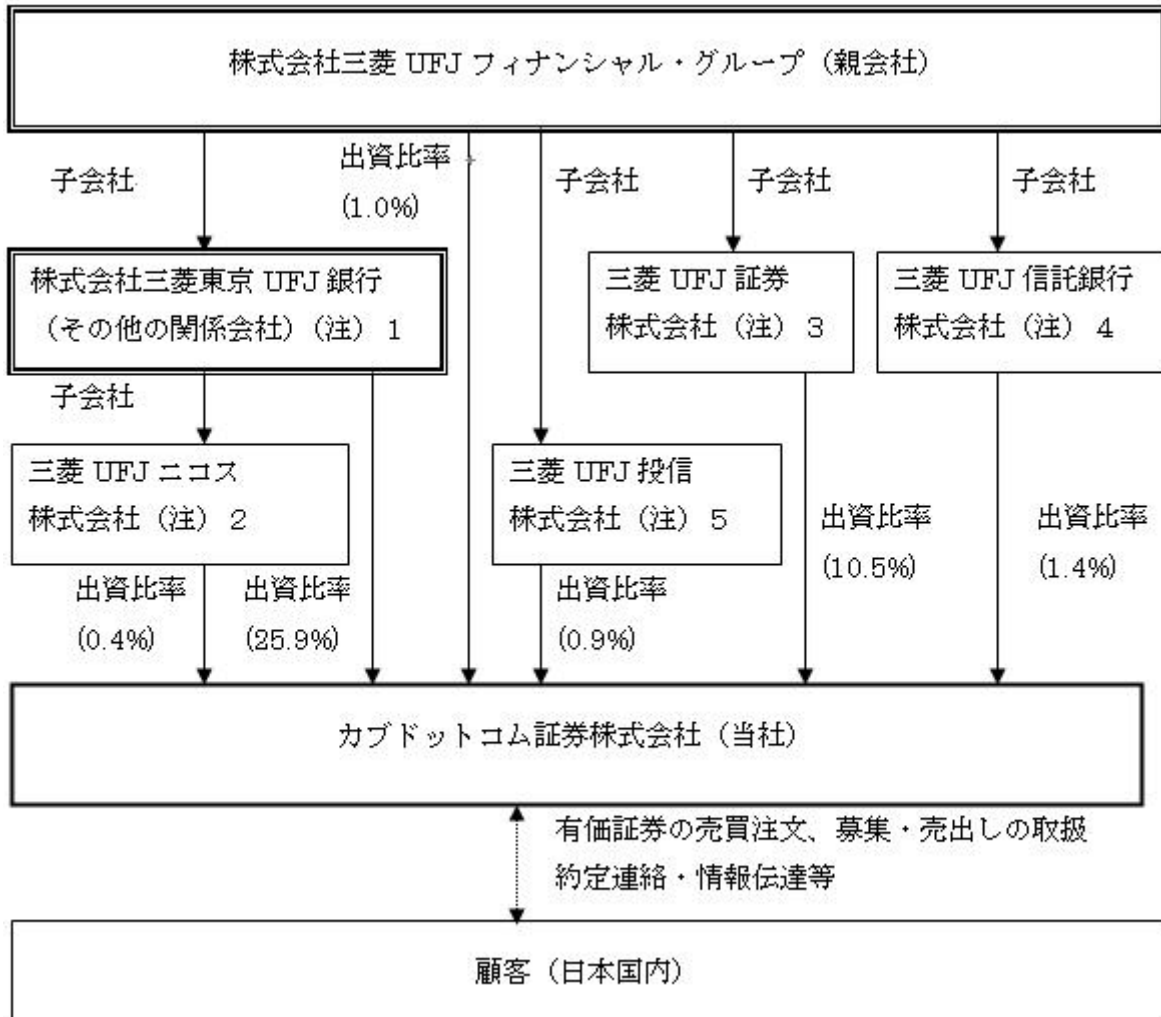 株式会社三菱 UFJ フィナンシャル・グループ（親会社）
子会社
出資比率
(1.0%)
子会社
子会社
子会社
株式会社三菱東京 UFJ 銀行
（その他の関係会社）（注）1
三菱 UFJ 証券
株式会社（注）3
三菱 UFJ 信託銀行
株式会社（注）4
子会社
三菱 UFJ ニコス
株式会社（注）2
三菱 UFJ 投信
株式会社（注）5
出資比率
(0.4%)
出資比率
(25.9%)
出資比率
(0.9%)
出資比率
(10.5%)
出資比率
(1.4%)
カブドットコム証券株式会社（当社）
有価証券の売買注文、募集・売出しの取扱
約定連絡・情報伝達等
顧客（日本国内）